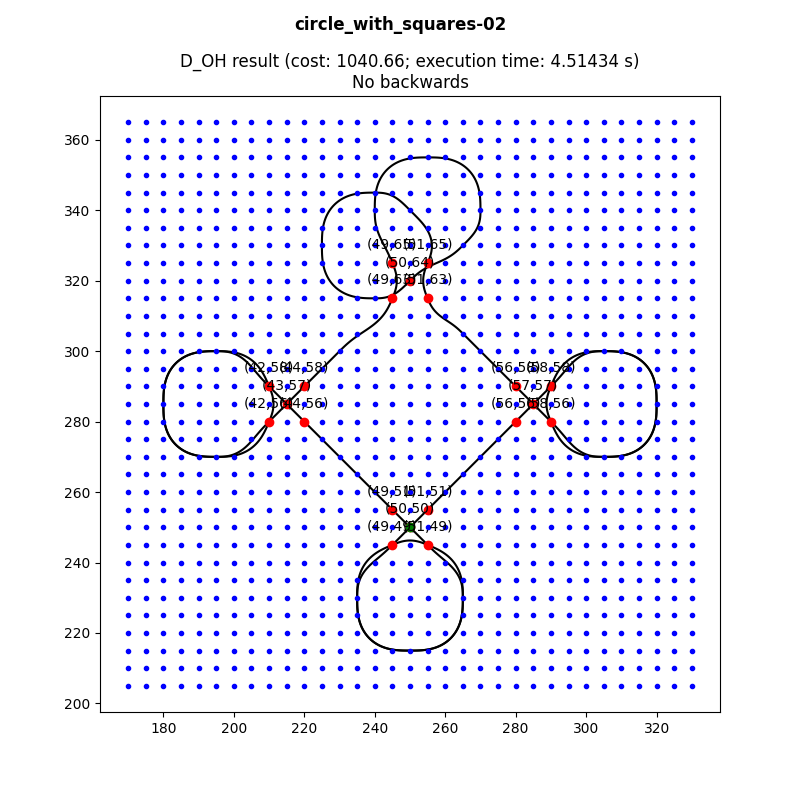 circle_with_squares-02
D_OH result (cost: 1040.66; execution time: 4.51434 s)
No backwards
360
340
320
300
280
260
240
220
200
(49,65) (51,65)
(50,64)
(49,63) (51,63)
(42,58) (44,58) (56,58) (58,58)
(43,57) (57,57)
(42,56) (44,56) (56,56) (58,56)
(49,51) (51,51)
(50,50)
(49,49) (51,49)
180 200 220 240 260 280 300 320